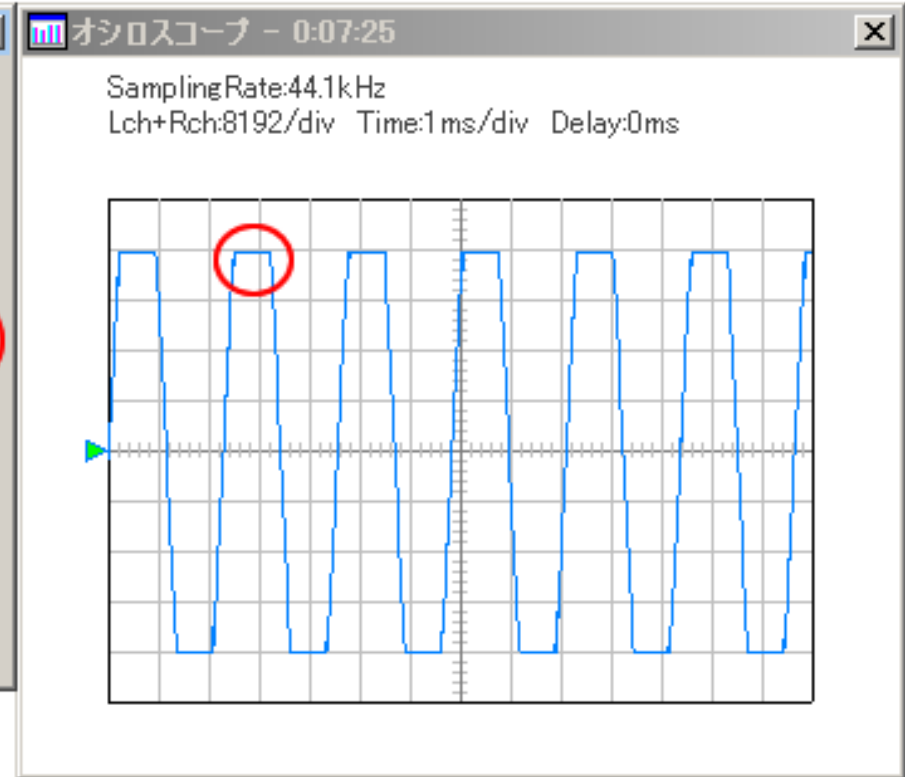 オシロスコープ - 0:07:25
SamplingRate:44.1kHz
Lch+Rch:8192/div Time:1ms/div Delay:0ms